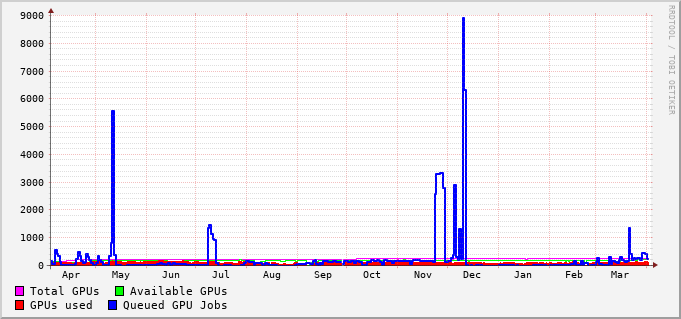 9000
8000
7000
6000
5000
4000
3000
2000
1000
0
Apr May Jun Jul Aug Sep Oct Nov Dec Jan Feb Mar
Total GPUs Available GPUs
GPUs used Queued GPU Jobs
RRDTOOL / TOBI OETIKER